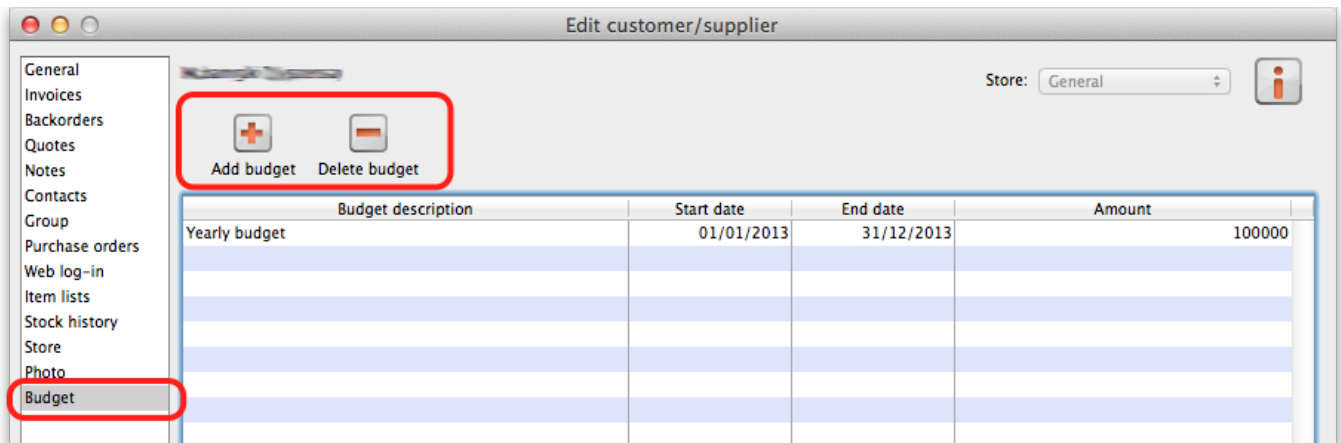 Edit customer/supplier
General
Invoices
Backorders
Quotes
Notes
Contacts
Group
Purchase orders
Web log-in
Item lists
Stock history
Store
Photo
Budget
Store: General
Add budget Delete budget
Budget description Start date End date Amount
Yearly budget 01/01/2013 31/12/2013 100000